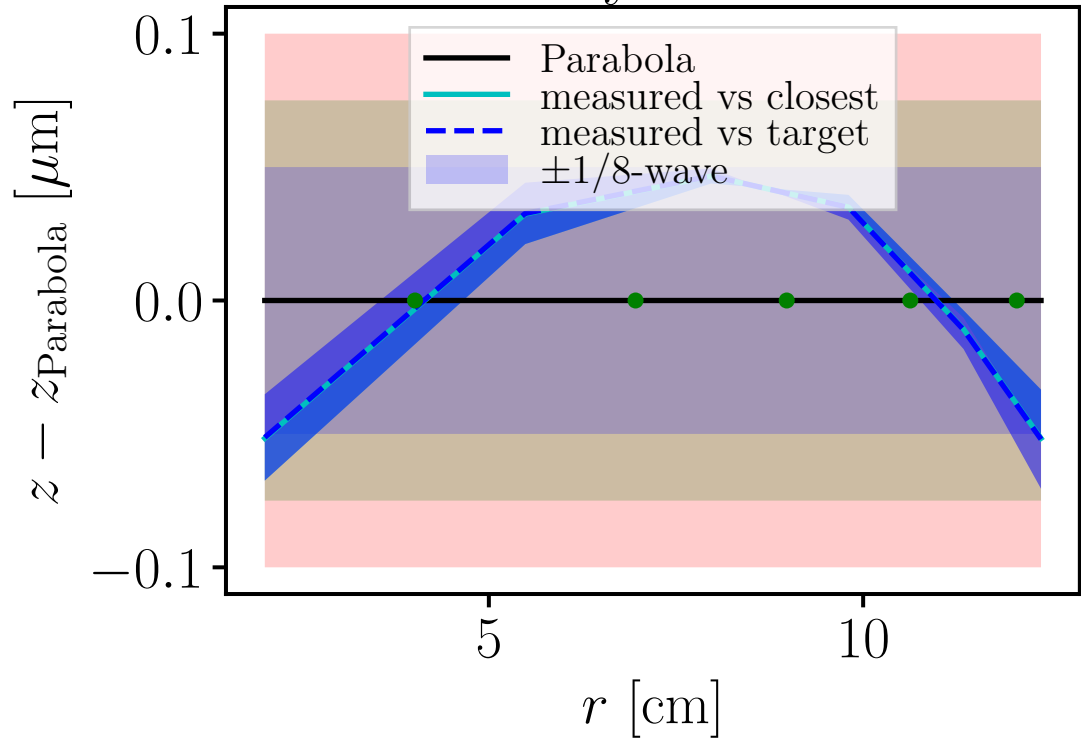 0.1
0.0
−0.1
z − z_Parabola [μm]
Parabola
measured vs closest
measured vs target
±1/8-wave
5
10
r [cm]